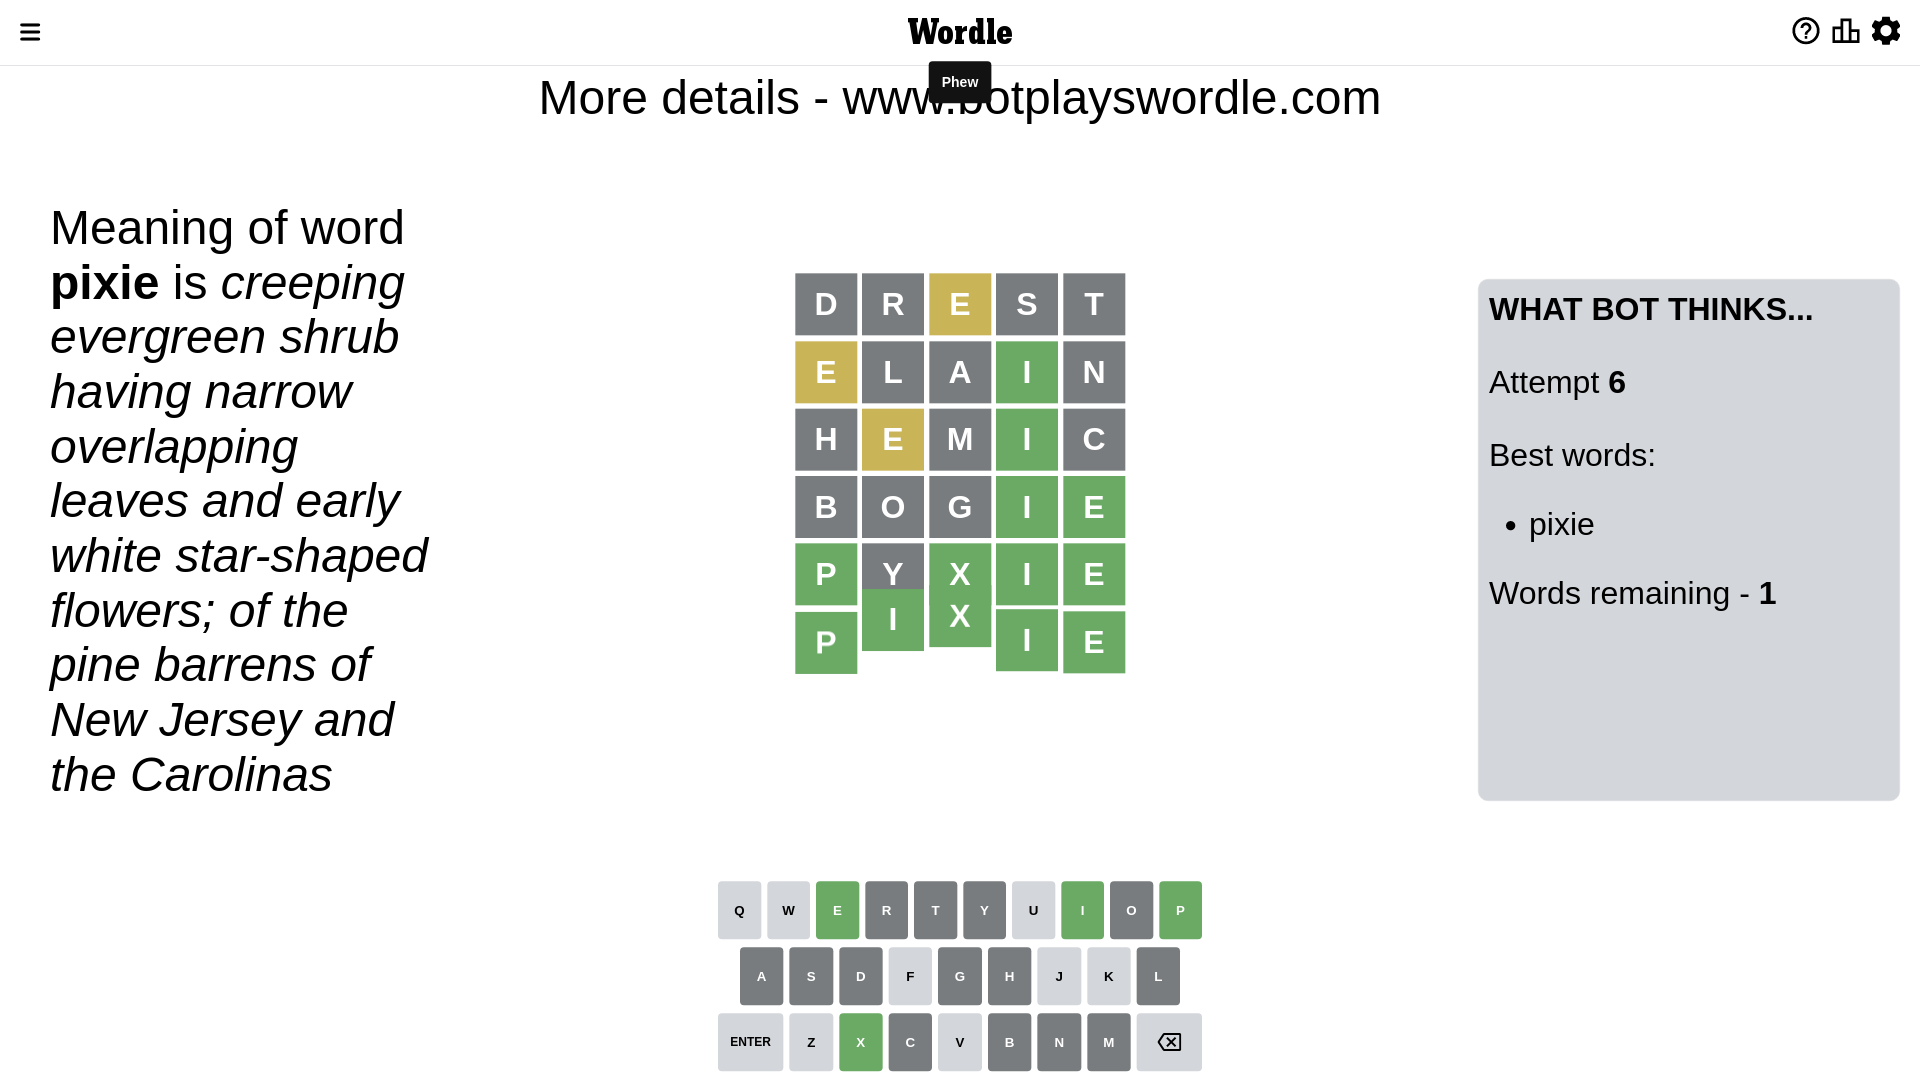 Wordle
Phew
More details - www.botplayswordle.com
Meaning of word
pixie is creeping
evergreen shrub
having narrow
overlapping
leaves and early
white star-shaped
flowers; of the
pine barrens of
New Jersey and
the Carolinas
D R E S T
E L A I N
H E M I C
B O G I E
P Y X I E
P I X I E
WHAT BOT THINKS...
Attempt 6
Best words:
• pixie
Words remaining - 1
Q W E R T Y U I O P
A S D F G H J K L
ENTER Z X C V B N M